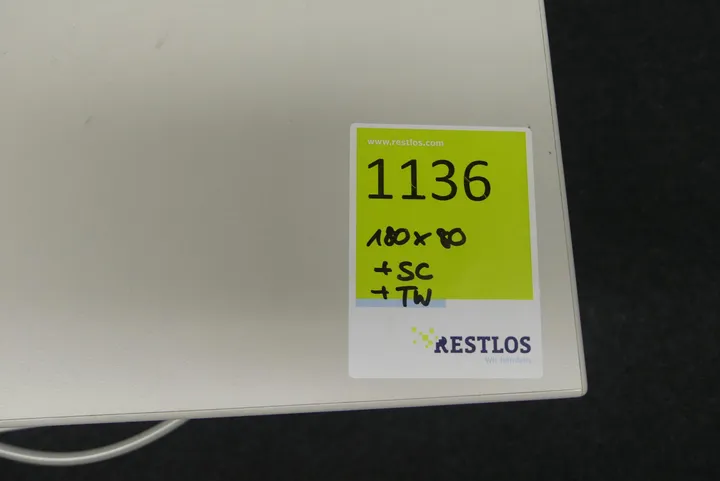 www.restlos.com
1136
180x80
+ SC
+ TW
RESTLOS